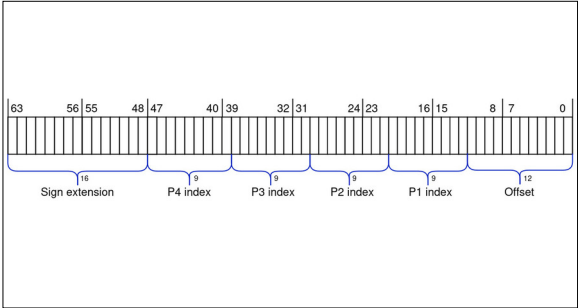 63 56 55 48 47 40 39 32 31 24 23 16 15 8 7 0
16 9 9 9 9 12
Sign extension P4 index P3 index P2 index P1 index Offset